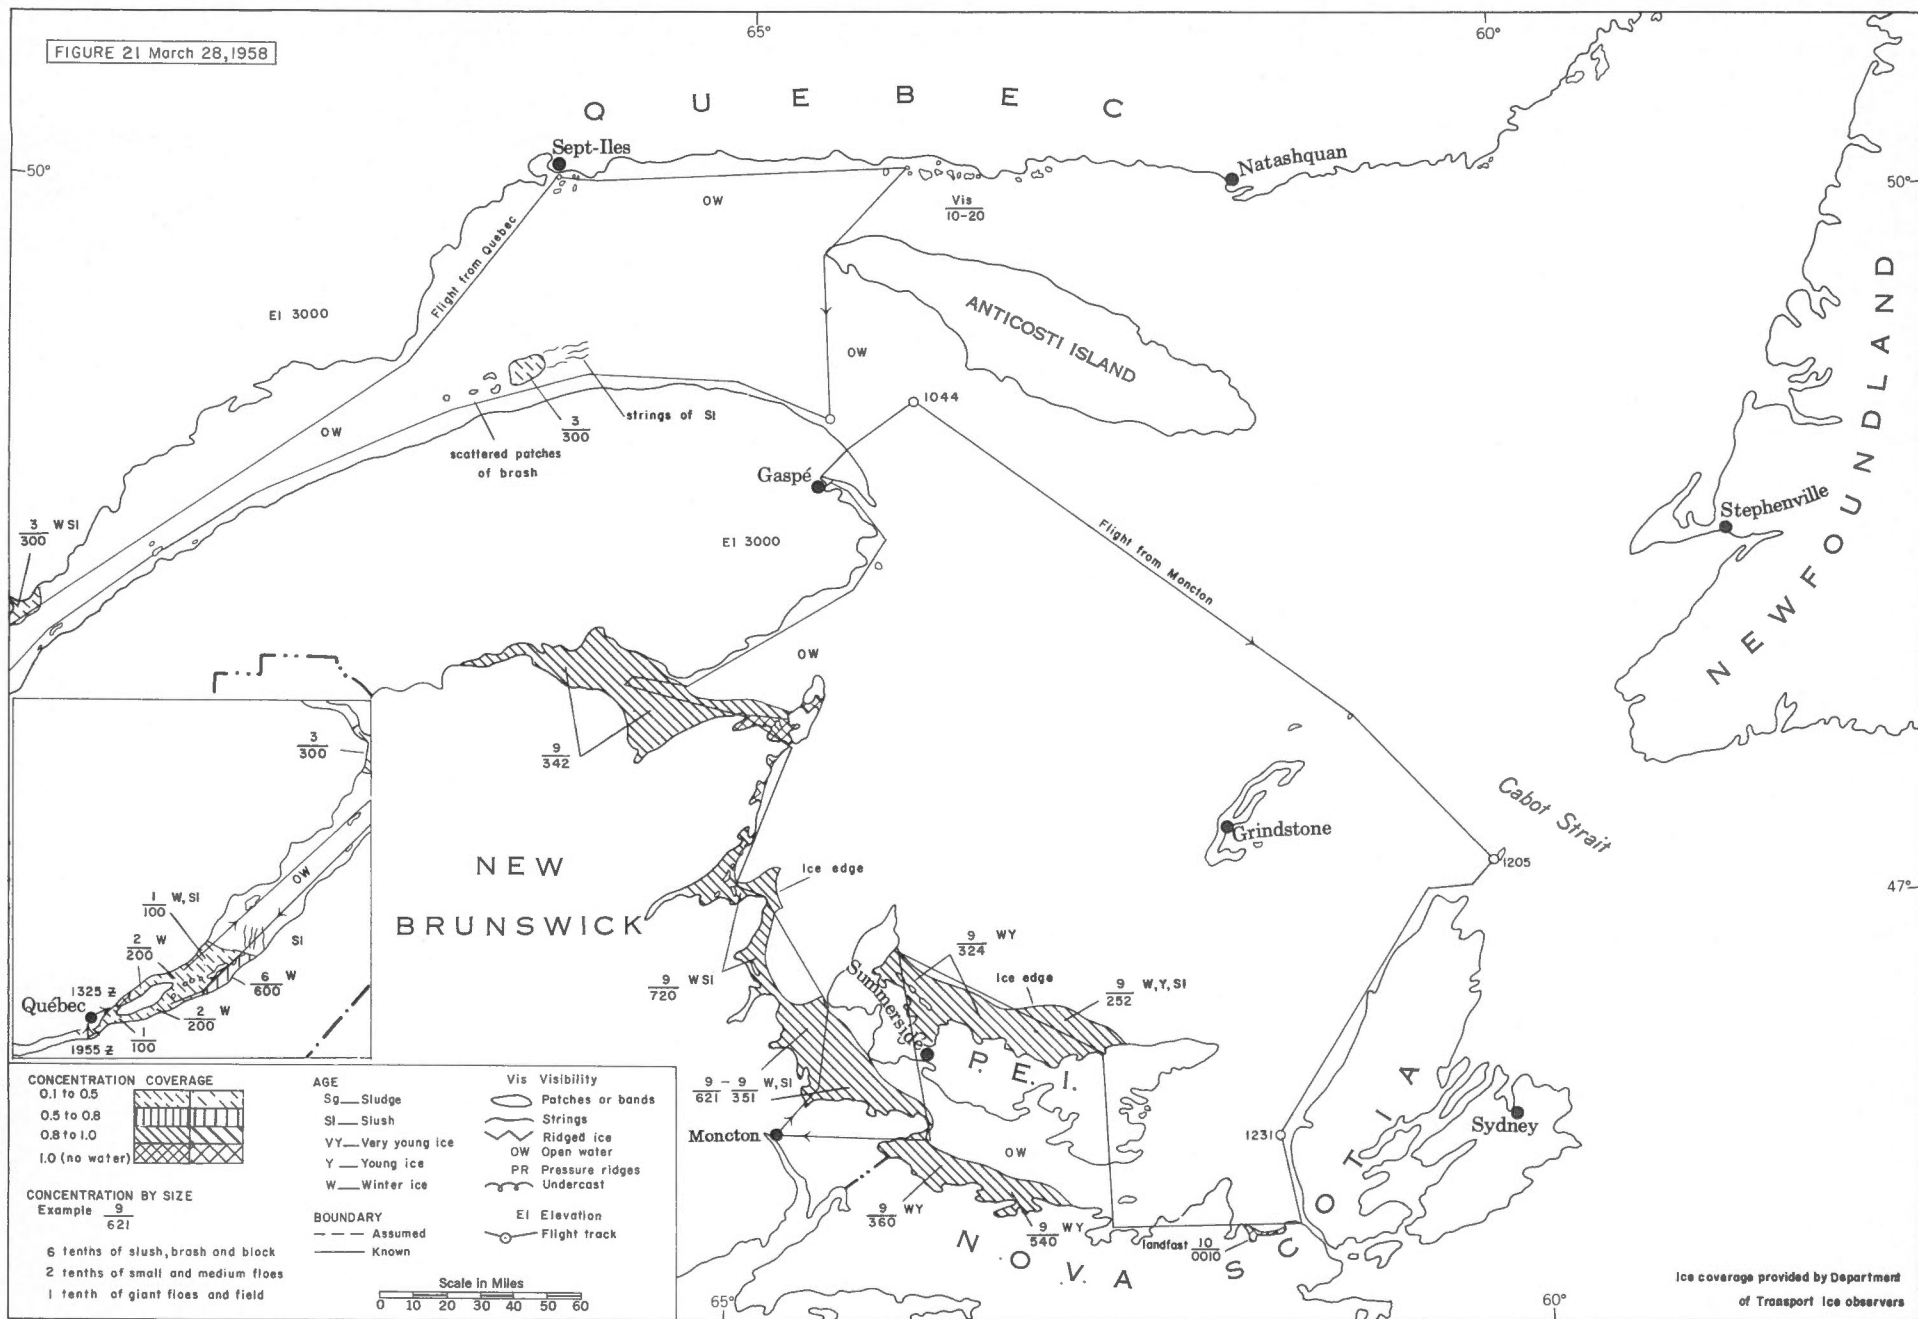 65°
60°
FIGURE 21 March 28, 1958
QUEBEC
Sept-Iles
Natashquan
50°
50°
OW
Vis
10-20
Flight from Quebec
El 3000
ANTICOSTI ISLAND
OW
1044
strings of Sl
3
300
OW
scattered patches
of brash
Gaspé
NEWFOUNDLAND
Stephenville
3
300
W Sl
El 3000
Flight from Moncton
OW
9
342
3
300
Cabot Strait
Grindstone
1205
47°
NEW
BRUNSWICK
Ice edge
OW
1
100
W, Sl
Sl
2
200
W
6
600
W
1325 Z
Québec
2
200
W
1
100
1955 Z
9
720
W Sl
9
324
WY
Ice edge
9
252
W, Y, Sl
Summerside
P. E. I.
9 – 9
621 351
W, Sl
Moncton
OW
1231
Sydney
9
360
WY
9
540
WY
landfast
10
0010
NOVA SCOTIA
CONCENTRATION COVERAGE
0.1 to 0.5
0.5 to 0.8
0.8 to 1.0
1.0 (no water)
CONCENTRATION BY SIZE
Example 9
621
6 tenths of slush, brash and block
2 tenths of small and medium floes
1 tenth of giant floes and field
AGE
Sg Sludge
Sl Slush
VY Very young ice
Y Young ice
W Winter ice
BOUNDARY
Assumed
Known
Vis Visibility
Patches or bands
Strings
Ridged ice
OW Open water
PR Pressure ridges
Undercast
El Elevation
Flight track
Scale in Miles
0 10 20 30 40 50 60
65°
60°
Ice coverage provided by Department
of Transport Ice observers